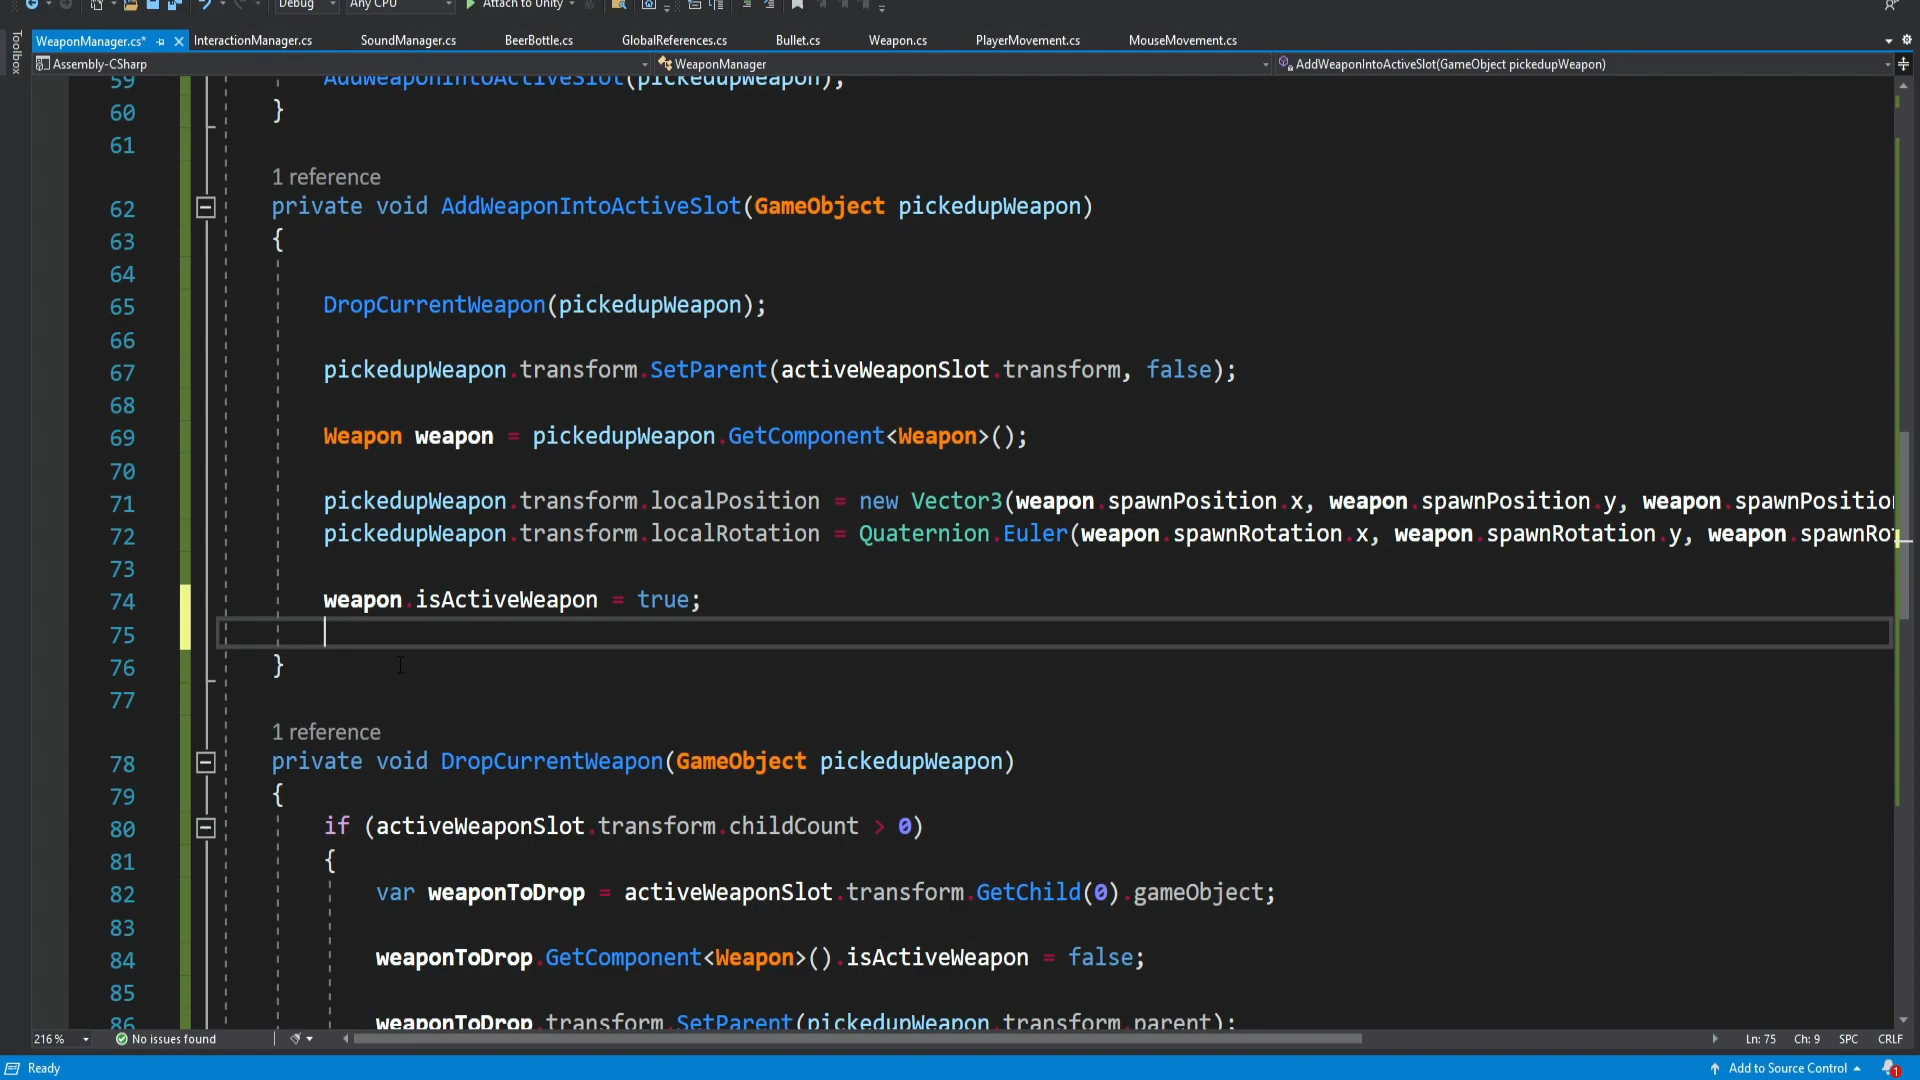 Debug
Any CPU
Attach to Unity
Toolbox
WeaponManager.cs*
InteractionManager.cs
SoundManager.cs
BeerBottle.cs
GlobalReferences.cs
Bullet.cs
Weapon.cs
PlayerMovement.cs
MouseMovement.cs
Assembly-CSharp
WeaponManager
AddWeaponIntoActiveSlot(GameObject pickedupWeapon)
59 AddWeaponIntoActiveSlot(pickedupWeapon);
60 }
61
1 reference
62 private void AddWeaponIntoActiveSlot(GameObject pickedupWeapon)
63 {
64
65 DropCurrentWeapon(pickedupWeapon);
66
67 pickedupWeapon.transform.SetParent(activeWeaponSlot.transform, false);
68
69 Weapon weapon = pickedupWeapon.GetComponent<Weapon>();
70
71 pickedupWeapon.transform.localPosition = new Vector3(weapon.spawnPosition.x, weapon.spawnPosition.y, weapon.spawnPosition
72 pickedupWeapon.transform.localRotation = Quaternion.Euler(weapon.spawnRotation.x, weapon.spawnRotation.y, weapon.spawnRo
73
74 weapon.isActiveWeapon = true;
75
76 }
77
1 reference
78 private void DropCurrentWeapon(GameObject pickedupWeapon)
79 {
80 if (activeWeaponSlot.transform.childCount > 0)
81 {
82 var weaponToDrop = activeWeaponSlot.transform.GetChild(0).gameObject;
83
84 weaponToDrop.GetComponent<Weapon>().isActiveWeapon = false;
85
86 weaponToDrop.transform.SetParent(pickedupWeapon.transform.parent);
216 %
No issues found
Ln: 75
Ch: 9
SPC
CRLF
Ready
Add to Source Control
1